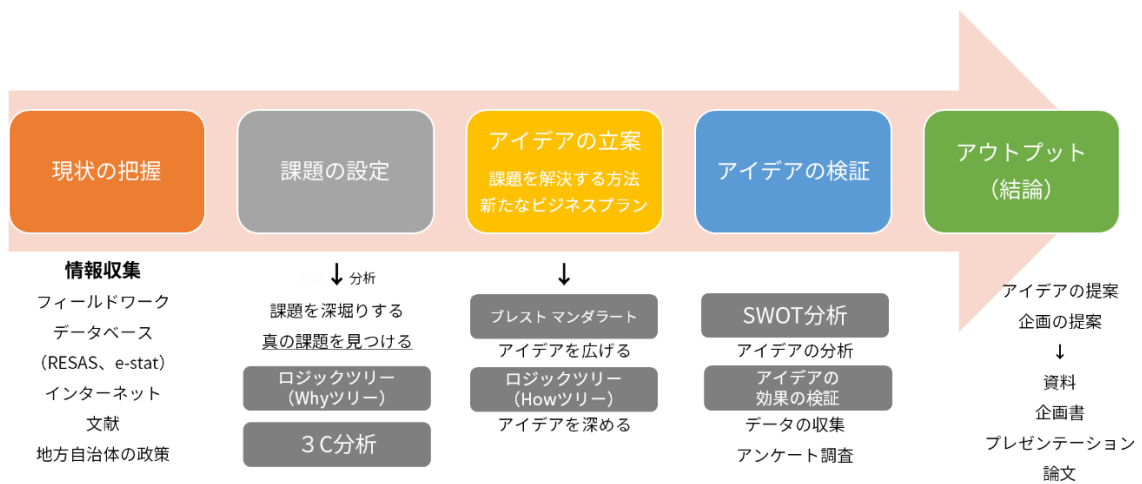 現状の把握
課題の設定
アイデアの立案
課題を解決する方法
新たなビジネスプラン
アイデアの検証
アウトプット
（結論）
情報収集
フィールドワーク
データベース
（RESAS、e-stat）
インターネット
文献
地方自治体の政策
↓ 分析
課題を深堀りする
真の課題を見つける
ロジックツリー
（Whyツリー）
３C分析
↓
ブレスト マンダラート
アイデアを広げる
ロジックツリー
（Howツリー）
アイデアを深める
SWOT分析
アイデアの分析
アイデアの
効果の検証
データの収集
アンケート調査
アイデアの提案
企画の提案
↓
資料
企画書
プレゼンテーション
論文